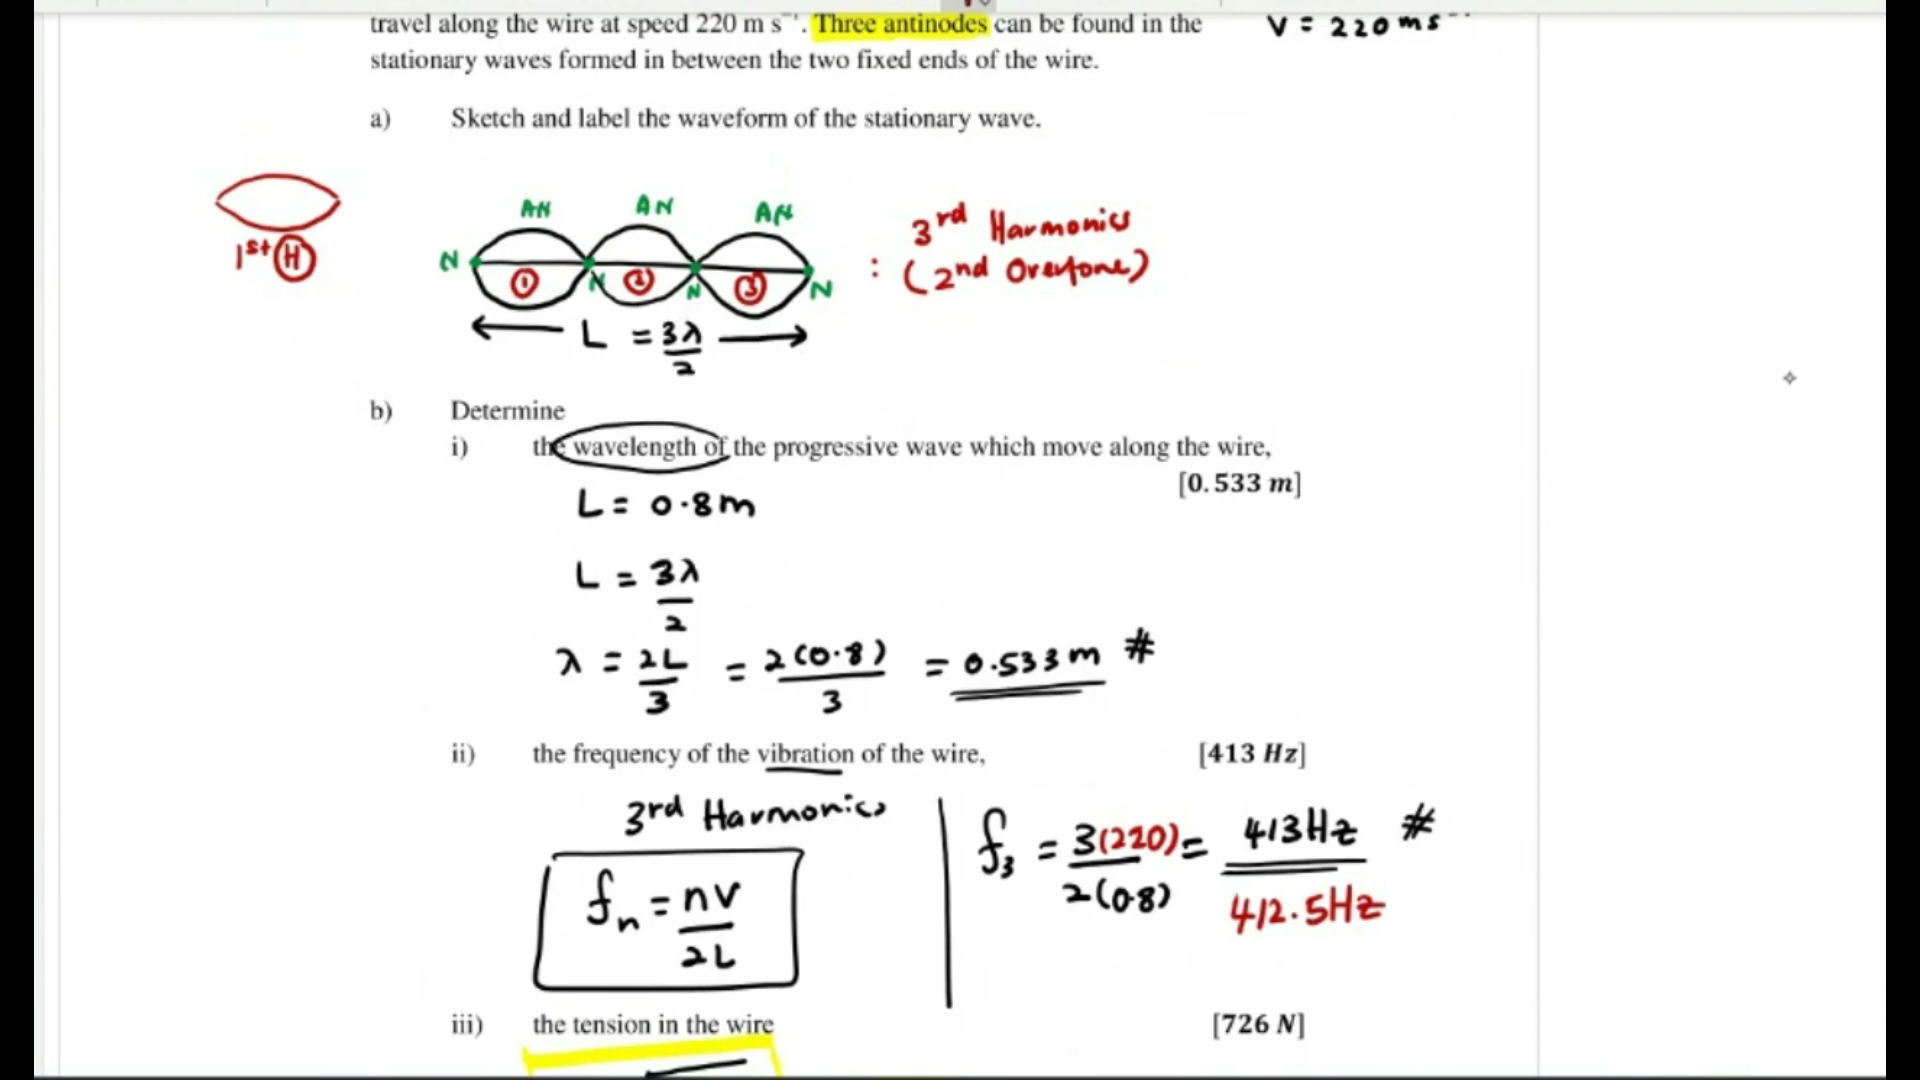 travel along the wire at speed 220 m s⁻¹. Three antinodes can be found in the
V = 220 ms⁻
stationary waves formed in between the two fixed ends of the wire.
a) Sketch and label the waveform of the stationary wave.
AN AN AN
N N N N
① ② ③
1st Ⓗ
3rd Harmonics
: (2nd Overtone)
L = 3λ/2
b) Determine
i) the wavelength of the progressive wave which move along the wire,
[0.533 m]
L = 0.8m
L = 3λ/2
λ = 2L/3 = 2(0.8)/3 = 0.533m #
ii) the frequency of the vibration of the wire, [413 Hz]
3rd Harmonics
fn = nv/2L
f3 = 3(220)/2(0.8) = 413Hz #
412.5Hz
iii) the tension in the wire [726 N]